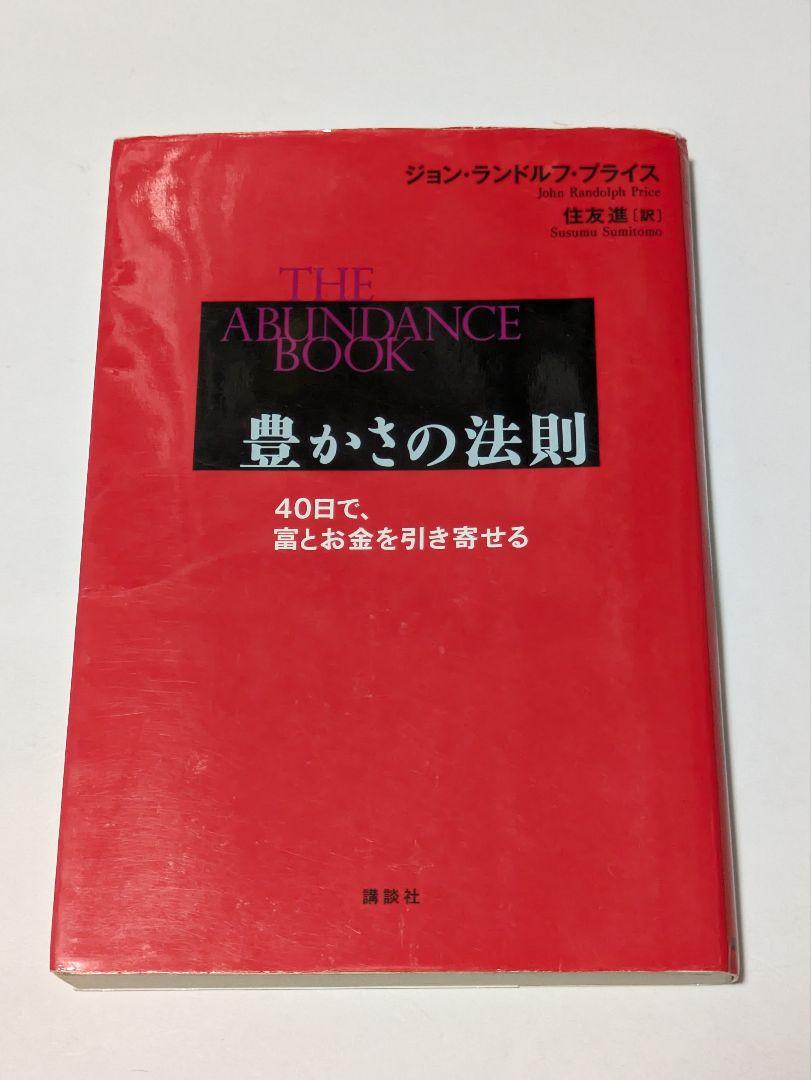 ジョン・ランドルフ・プライス
John Randolph Price
住友進［訳］
Susumu Sumitomo
THE
ABUNDANCE
BOOK
豊かさの法則
40日で、
富とお金を引き寄せる
講談社